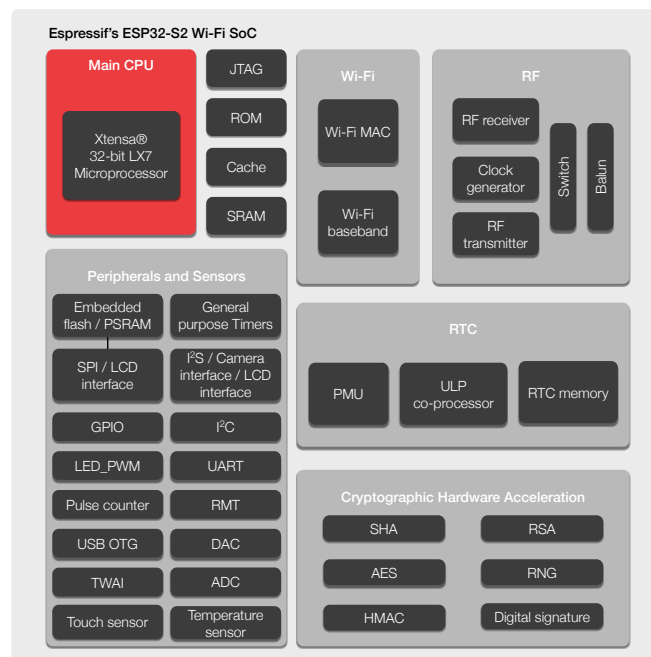 Espressif's ESP32-S2 Wi-Fi SoC
Main CPU
Xtensa®
32-bit LX7
Microprocessor
JTAG
ROM
Cache
SRAM
Wi-Fi
Wi-Fi MAC
Wi-Fi
baseband
RF
RF receiver
Clock
generator
RF
transmitter
Switch
Balun
Peripherals and Sensors
Embedded
flash / PSRAM
General
purpose Timers
SPI / LCD
interface
I²S / Camera
interface / LCD
interface
GPIO
I²C
LED_PWM
UART
Pulse counter
RMT
USB OTG
DAC
TWAI
ADC
Touch sensor
Temperature
sensor
RTC
PMU
ULP
co-processor
RTC memory
Cryptographic Hardware Acceleration
SHA
RSA
AES
RNG
HMAC
Digital signature